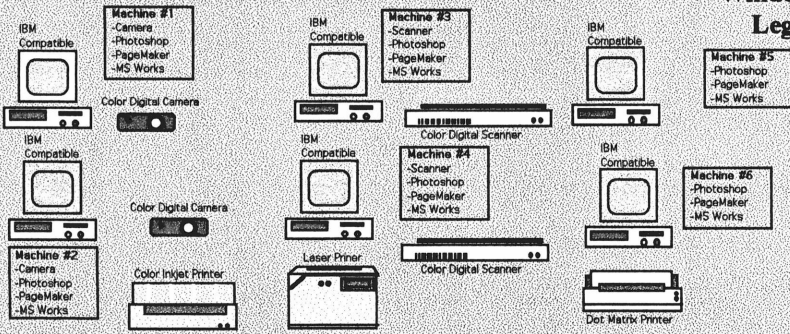 IBM
Compatible
Machine #1
-Camera
-Photoshop
-PageMaker
-MS Works
Color Digital Camera
IBM
Compatible
Machine #3
-Scanner
-Photoshop
-PageMaker
-MS Works
Color Digital Scanner
IBM
Compatible
Leg
Machine #5
-Photoshop
-PageMaker
-MS Works
IBM
Compatible
Color Digital Camera
Machine #2
-Camera
-Photoshop
-PageMaker
-MS Works
Color Inkjet Printer
IBM
Compatible
Machine #4
-Scanner
-Photoshop
-PageMaker
-MS Works
Color Digital Scanner
Laser Priner
IBM
Compatible
Machine #6
-Photoshop
-PageMaker
-MS Works
Dot Matrix Printer